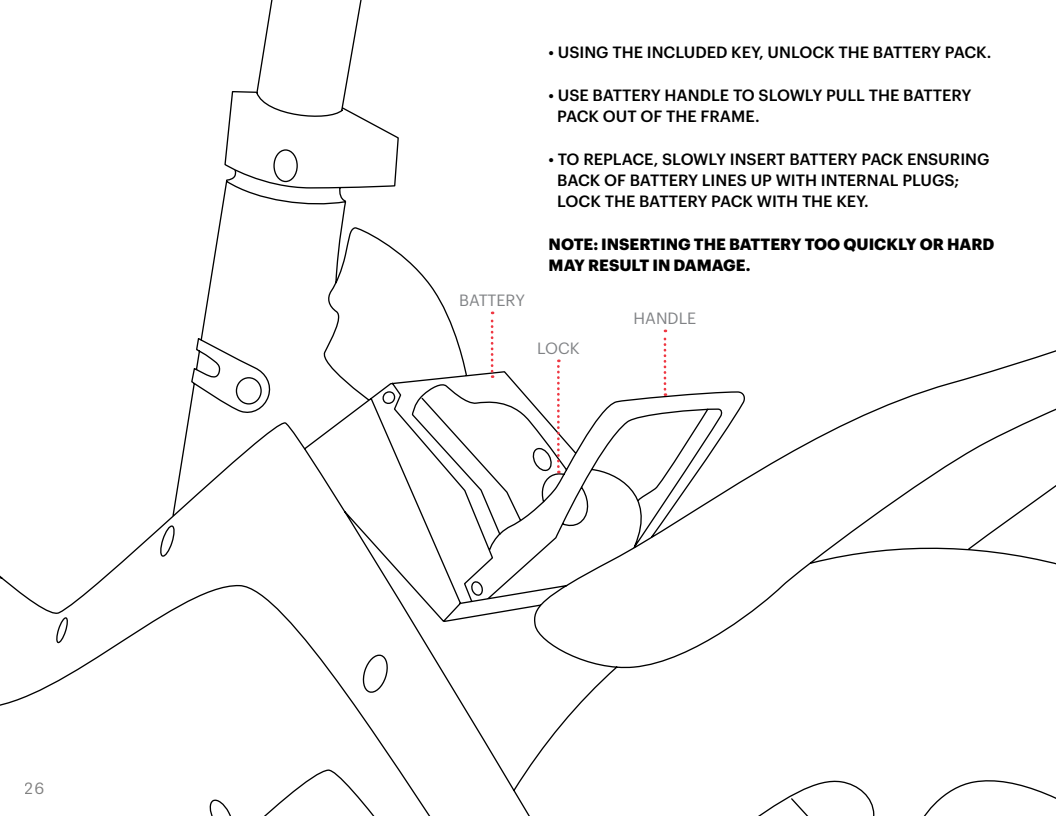 • USING THE INCLUDED KEY, UNLOCK THE BATTERY PACK.
• USE BATTERY HANDLE TO SLOWLY PULL THE BATTERY
PACK OUT OF THE FRAME.
• TO REPLACE, SLOWLY INSERT BATTERY PACK ENSURING
BACK OF BATTERY LINES UP WITH INTERNAL PLUGS;
LOCK THE BATTERY PACK WITH THE KEY.
NOTE: INSERTING THE BATTERY TOO QUICKLY OR HARD
MAY RESULT IN DAMAGE.
BATTERY
HANDLE
LOCK
26